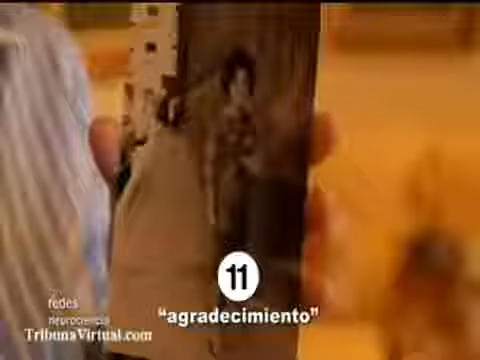 11
“agradecimiento”
redes
neurociencia
TribunaVirtual.com